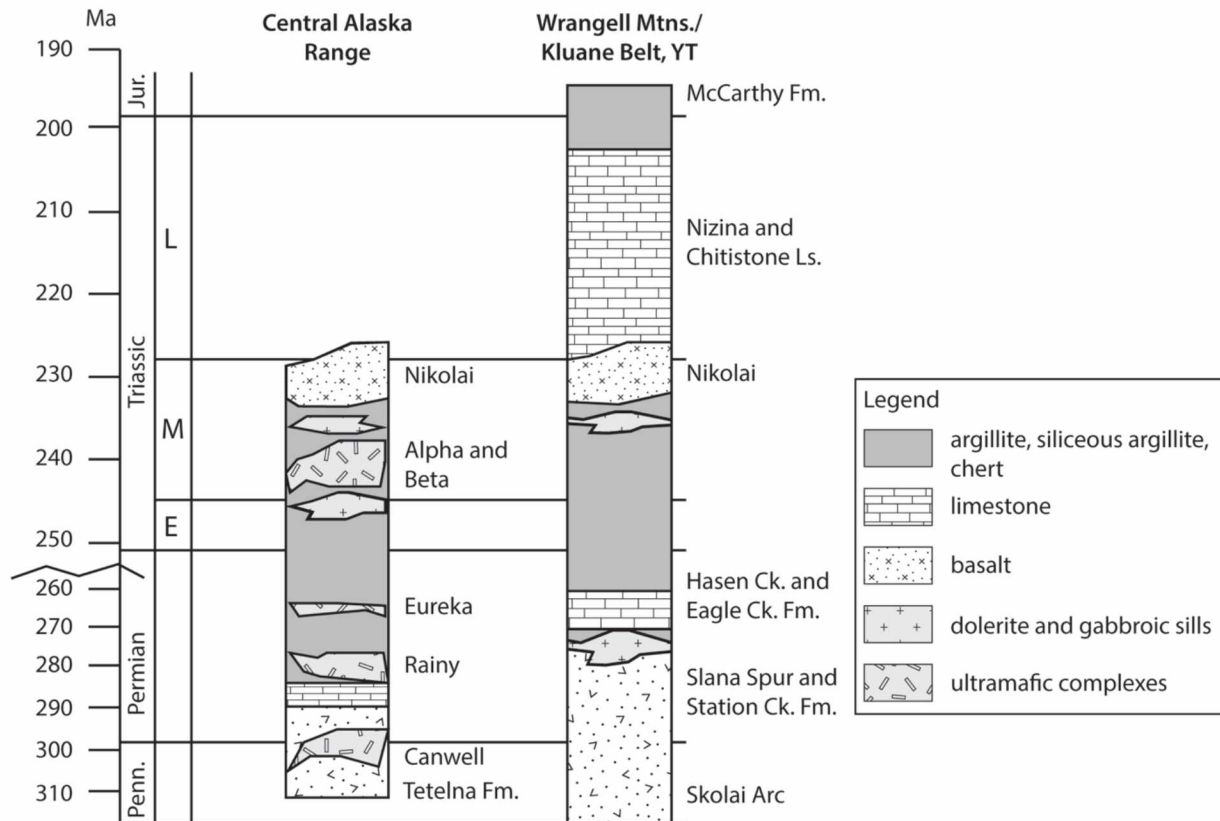 Ma
Central Alaska
Range
Wrangell Mtns./
Kluane Belt, YT
190
200
210
220
230
240
250
260
270
280
290
300
310
Jur.
Triassic
Permian
Penn.
L
M
E
Nikolai
Alpha and
Beta
Eureka
Rainy
Canwell
Tetelna Fm.
McCarthy Fm.
Nizina and
Chitistone Ls.
Nikolai
Hasen Ck. and
Eagle Ck. Fm.
Slana Spur and
Station Ck. Fm.
Skolai Arc
Legend
argillite, siliceous argillite,
chert
limestone
basalt
dolerite and gabbroic sills
ultramafic complexes